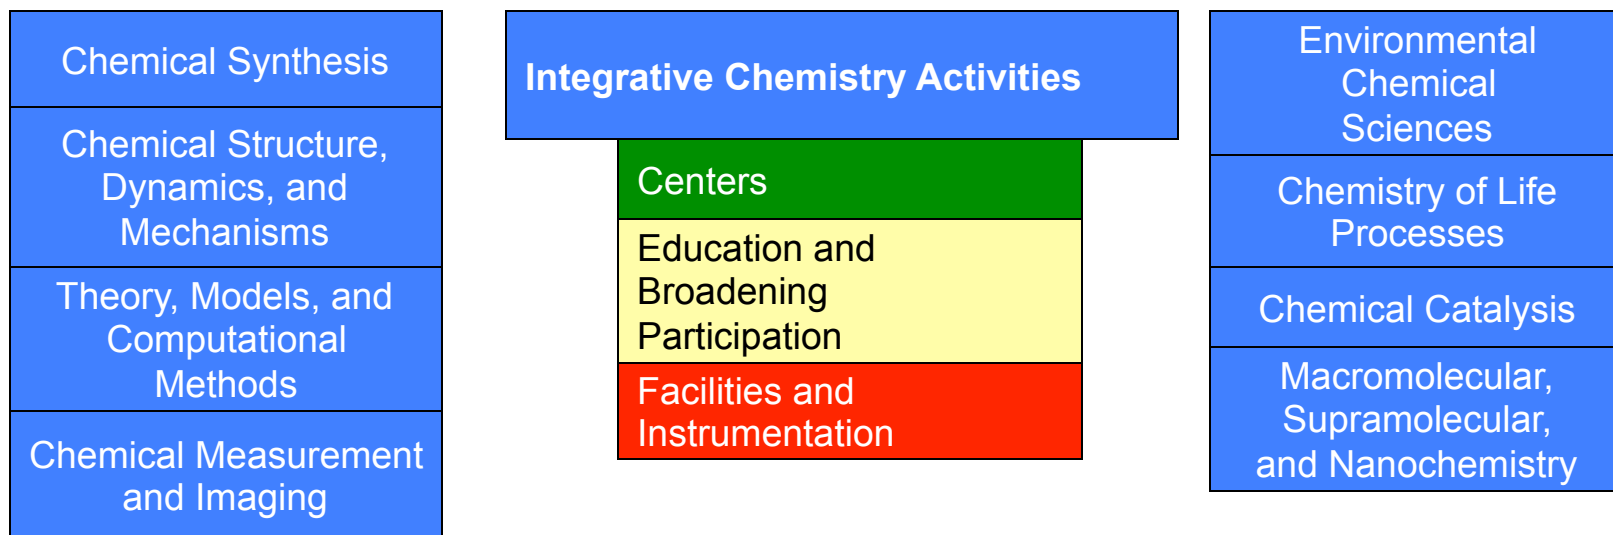 Chemical Synthesis
Chemical Structure,
Dynamics, and
Mechanisms
Theory, Models, and
Computational
Methods
Chemical Measurement
and Imaging
Integrative Chemistry Activities
Centers
Education and
Broadening
Participation
Facilities and
Instrumentation
Environmental
Chemical
Sciences
Chemistry of Life
Processes
Chemical Catalysis
Macromolecular,
Supramolecular,
and Nanochemistry